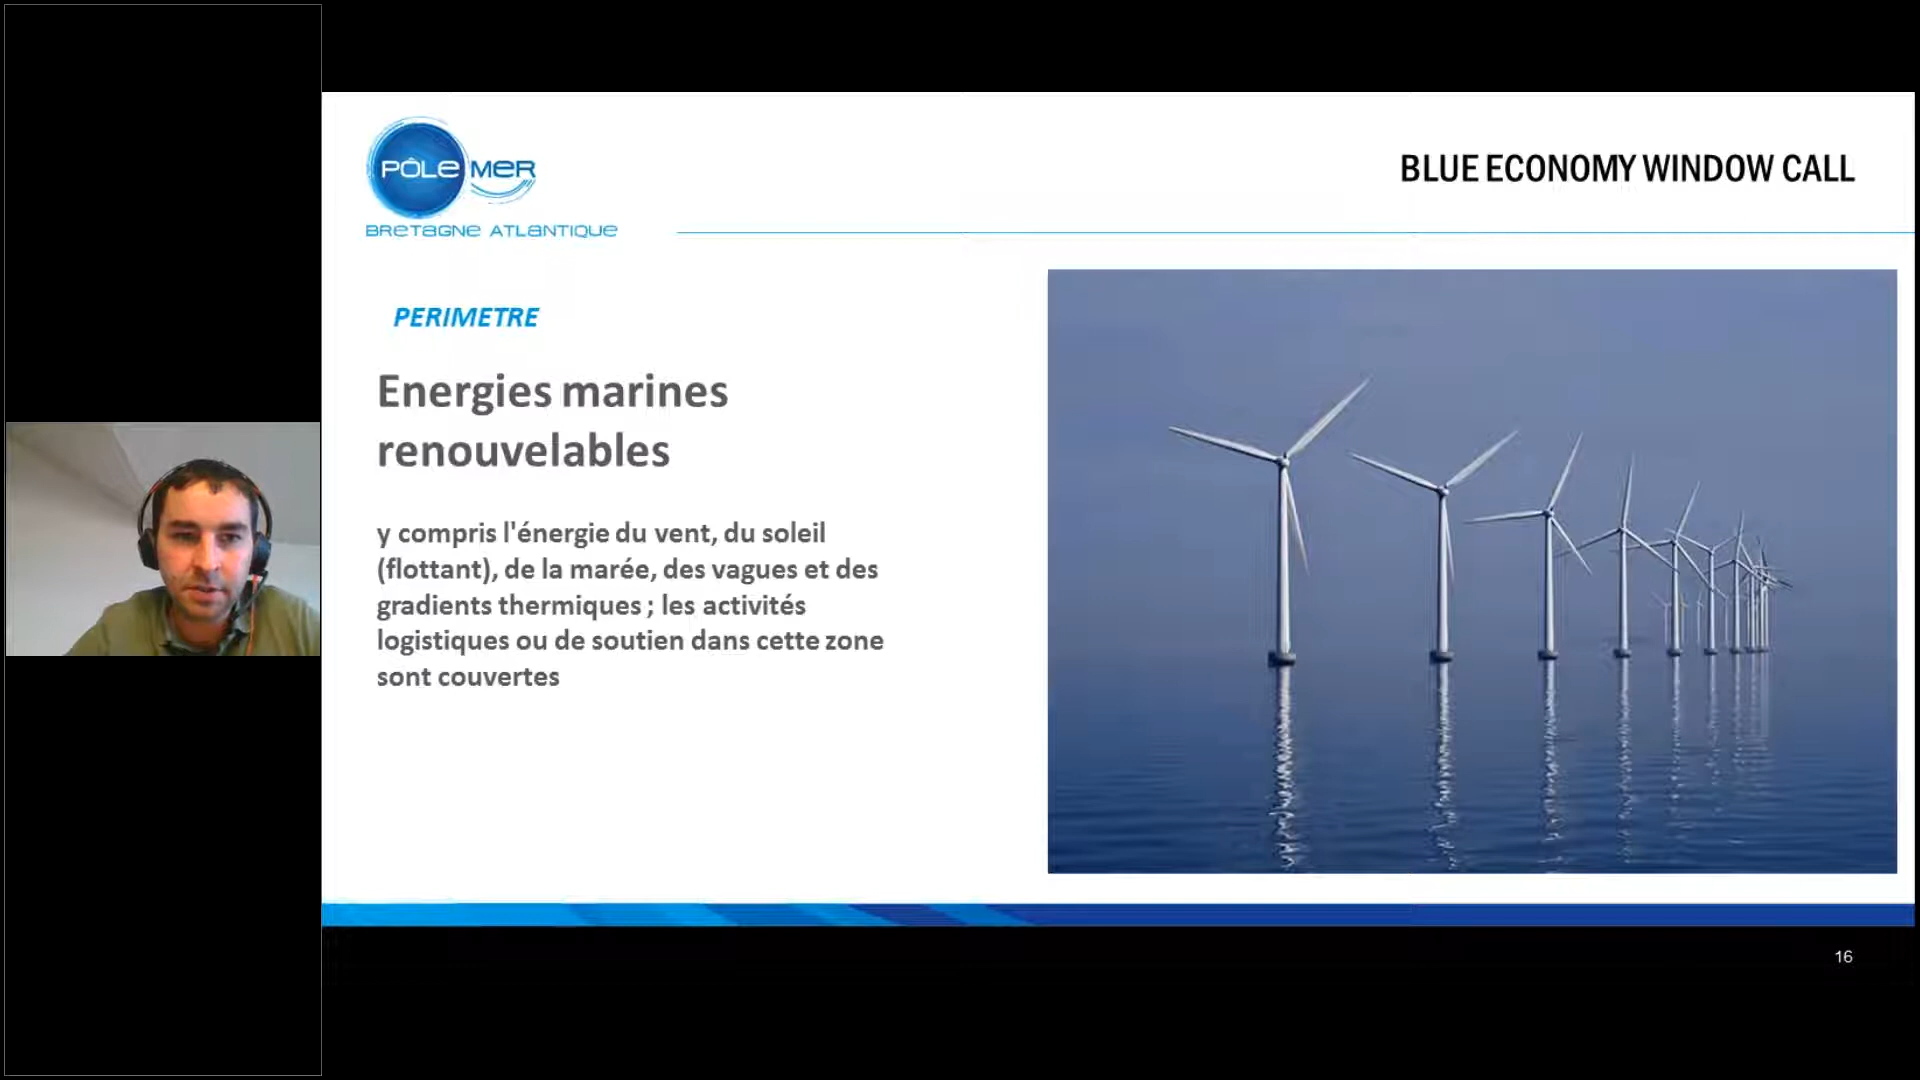 PÔLE MER
BRETAGNE ATLANTIQUE
BLUE ECONOMY WINDOW CALL
PERIMETRE
Energies marines
renouvelables
y compris l'énergie du vent, du soleil
(flottant), de la marée, des vagues et des
gradients thermiques ; les activités
logistiques ou de soutien dans cette zone
sont couvertes
16